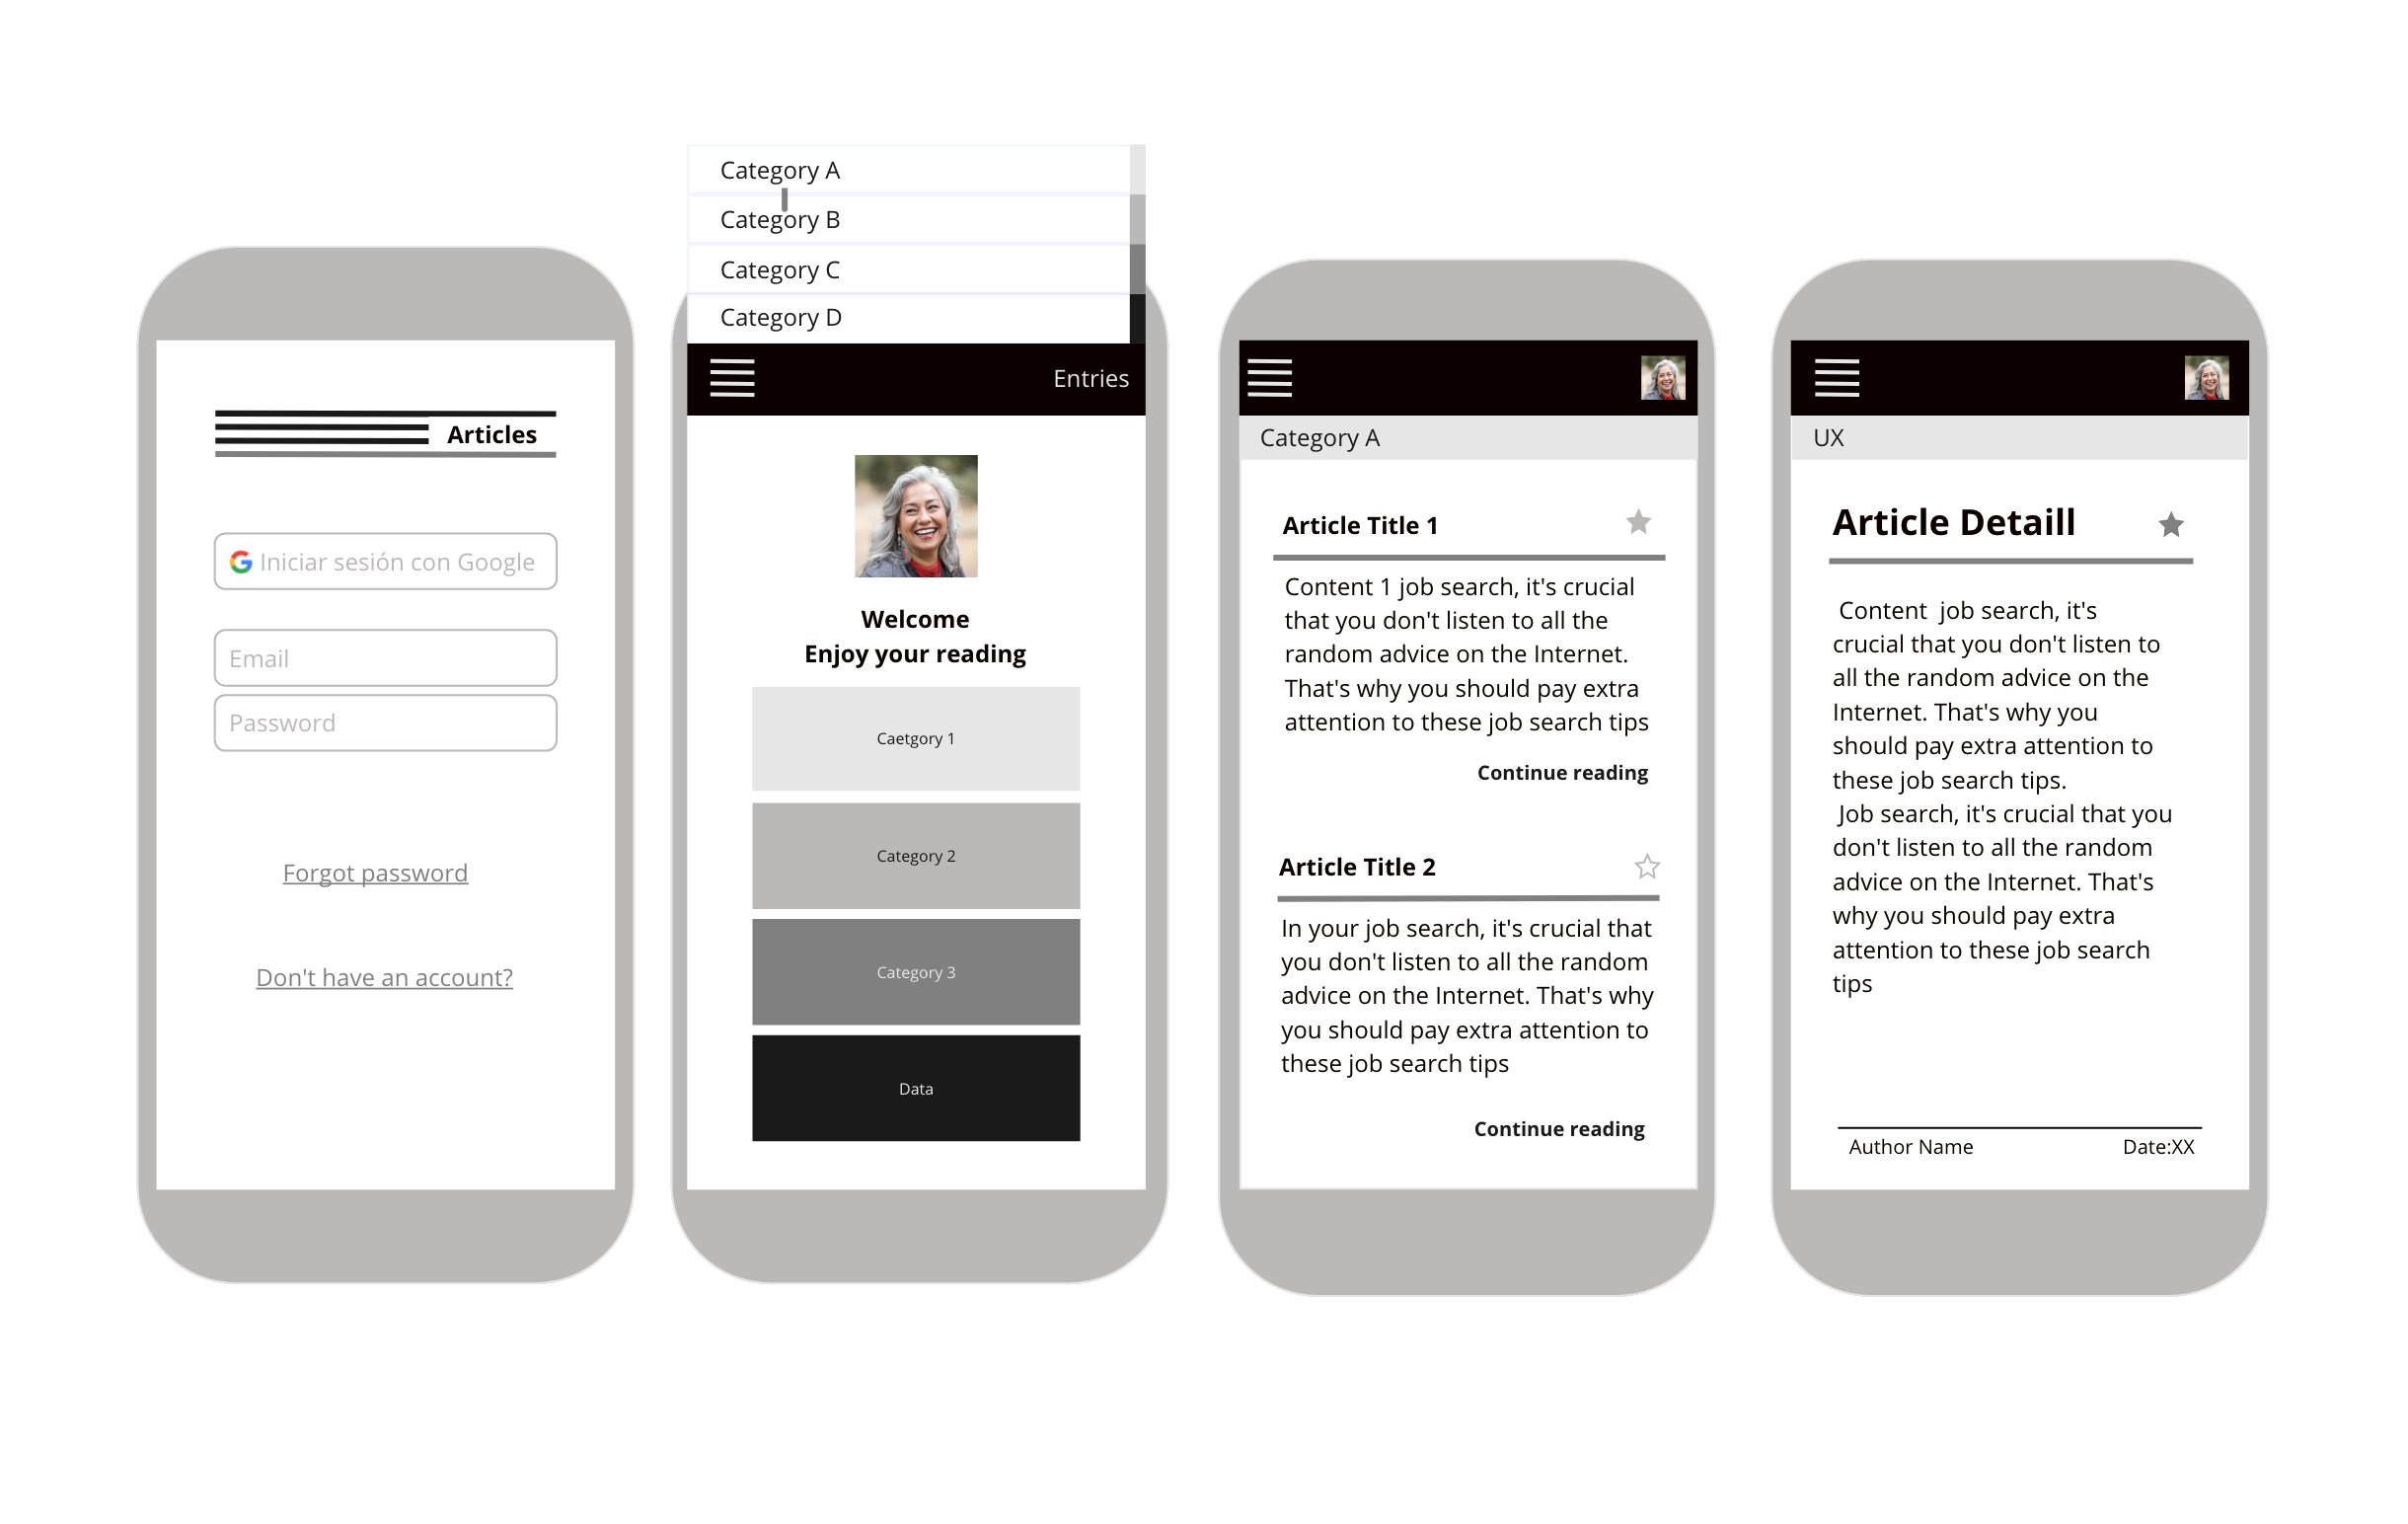 Articles
Iniciar sesión con Google
Email
Password
Forgot password
Don't have an account?
Category A
Category B
Category C
Category D
Entries
Welcome
Enjoy your reading
Caetgory 1
Category 2
Category 3
Data
Category A
Article Title 1
Content 1 job search, it's crucial
that you don't listen to all the
random advice on the Internet.
That's why you should pay extra
attention to these job search tips
Continue reading
Article Title 2
In your job search, it's crucial that
you don't listen to all the random
advice on the Internet. That's why
you should pay extra attention to
these job search tips
Continue reading
UX
Article Detaill
Content  job search, it's
crucial that you don't listen to
all the random advice on the
Internet. That's why you
should pay extra attention to
these job search tips.
Job search, it's crucial that you
don't listen to all the random
advice on the Internet. That's
why you should pay extra
attention to these job search
tips
Author Name
Date:XX